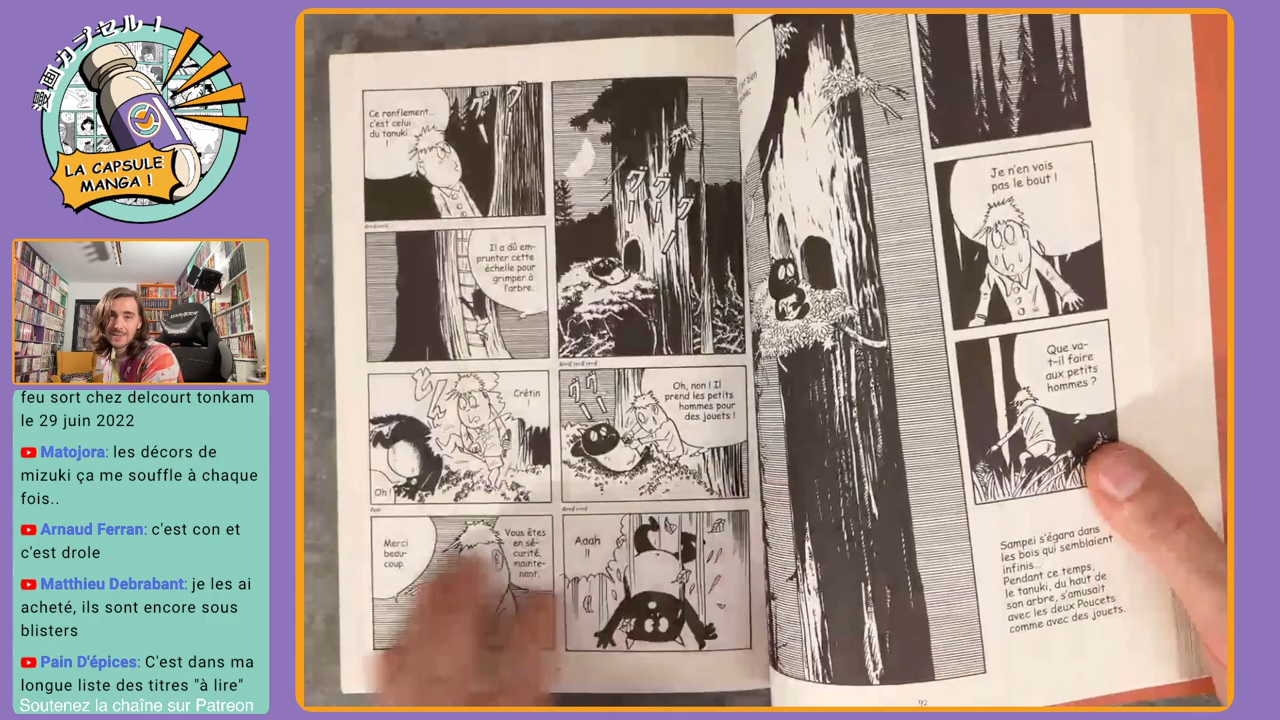 漫画カプセル!
LA CAPSULE
MANGA !
feu sort chez delcourt tonkam
le 29 juin 2022
Matojora: les décors de
mizuki ça me souffle à chaque
fois..
Arnaud Ferran: c'est con et
c'est drole
Matthieu Debrabant: je les ai
acheté, ils sont encore sous
blisters
Pain D'épices: C'est dans ma
longue liste des titres "à lire"
Soutenez la chaîne sur Patreon
Ce ronflement...
c'est celui
du tanuki
!
Il a dû em-
prunter cette
échelle pour
grimper à
l'arbre.
Crétin
!
Oh !
Oh, non ! Il
prend les petits
hommes pour
des jouets !
Merci
beau-
coup.
Vous êtes
en sé-
curité,
mainte-
nant.
Aaah
!!
Je n'en vois
pas le bout !
Que va-
t-il faire
aux petits
hommes ?
Sampei s'égara dans
les bois qui semblaient
infinis...
Pendant ce temps,
le tanuki, du haut de
son arbre, s'amusait
avec les deux Poucets
comme avec des jouets.